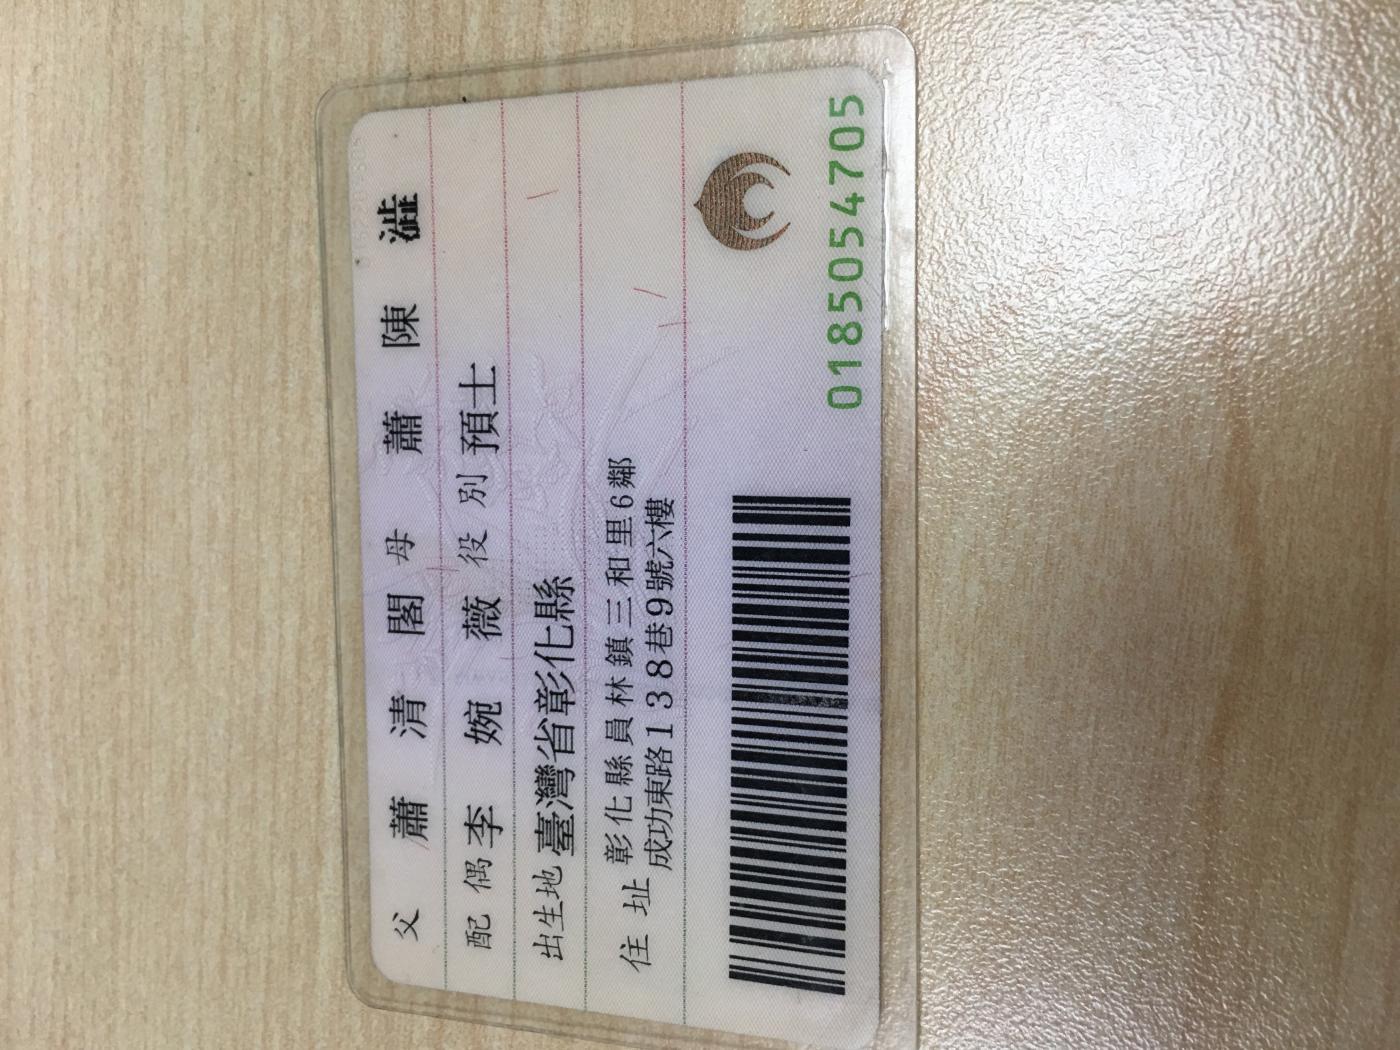 父 蕭清閣 母 蕭陳澁
配偶 李婉薇 役別 預士
出生地 臺灣省彰化縣
住址 彰化縣員林鎮三和里6鄰
成功東路138巷9號六樓
0185054705